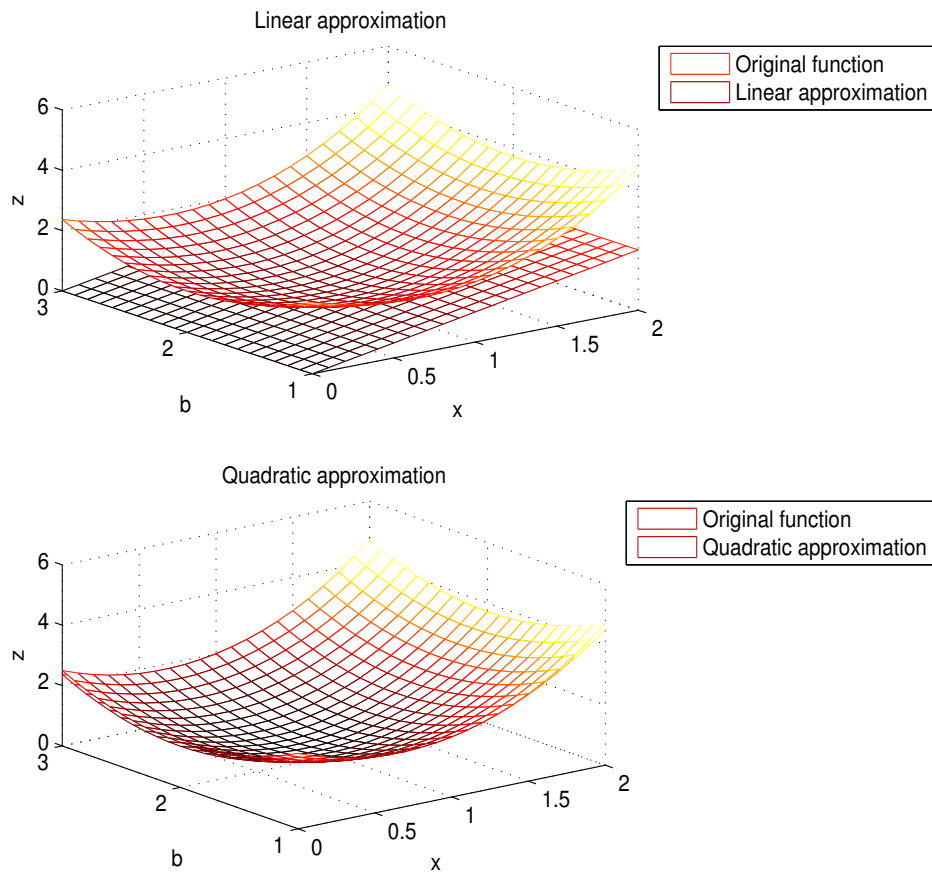 Linear approximation
Original function
Linear approximation
6
4
2
0
z
3
2
1
b
0
0.5
1
1.5
2
x
Quadratic approximation
Original function
Quadratic approximation
6
4
2
0
z
3
2
1
b
0
0.5
1
1.5
2
x